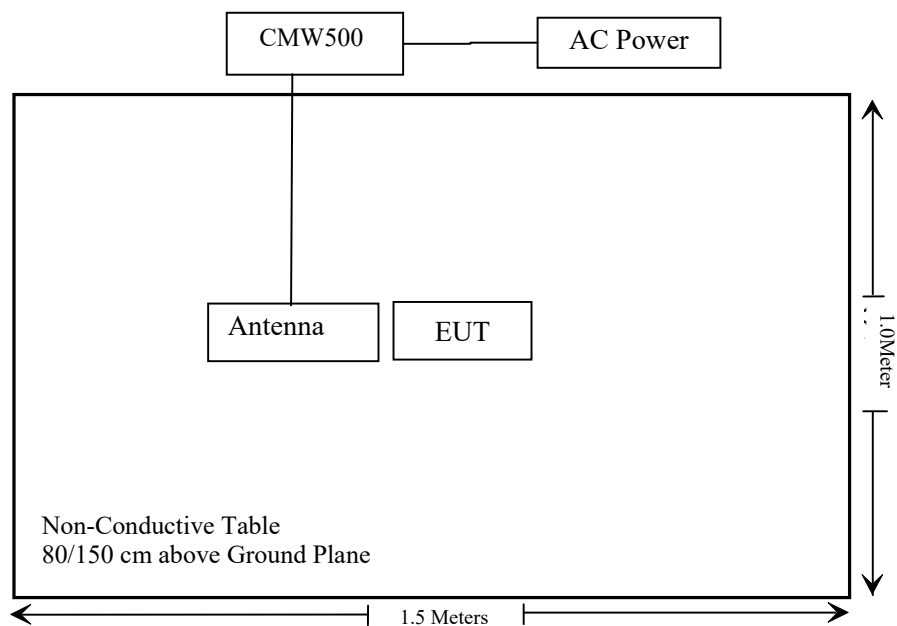 CMW500
AC Power
Antenna
EUT
1.0Meter
Non-Conductive Table
80/150 cm above Ground Plane
1.5 Meters